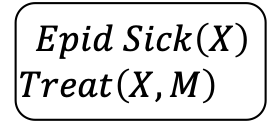 Epid Sick(X)
Treat(X, M)